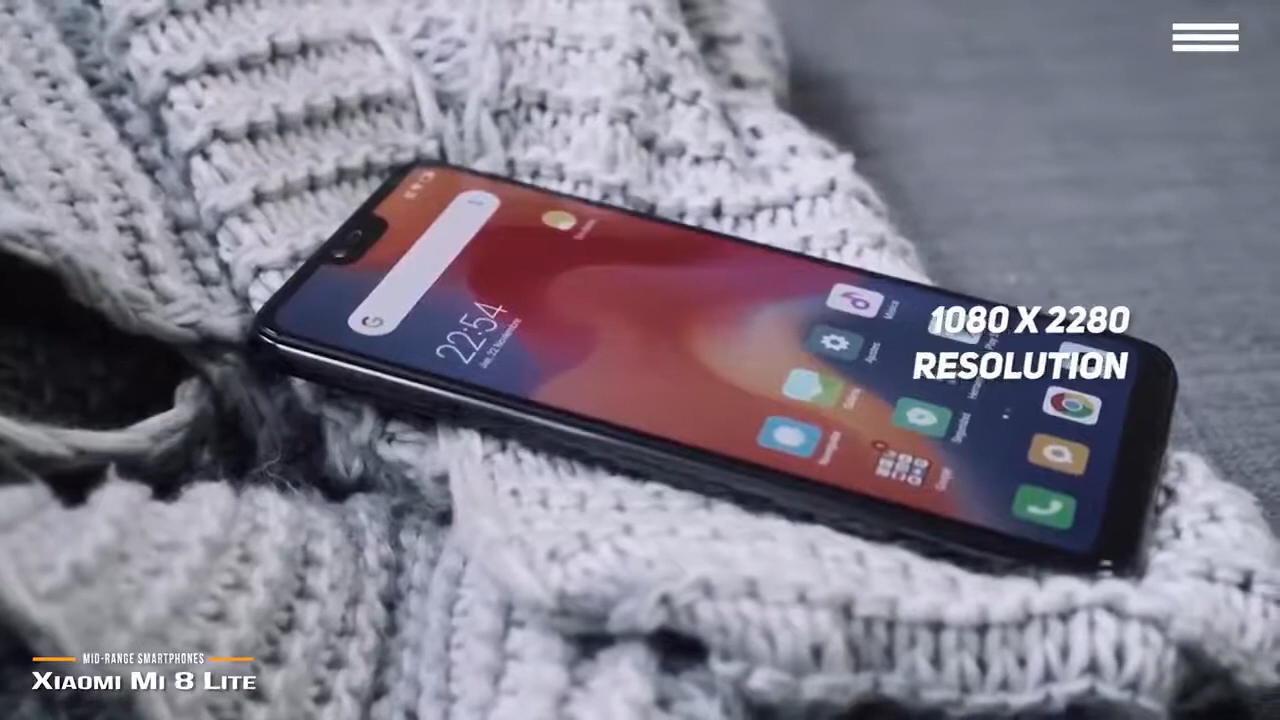 22:54
1080 X 2280
RESOLUTION
MID-RANGE SMARTPHONES
XIAOMI MI 8 LITE